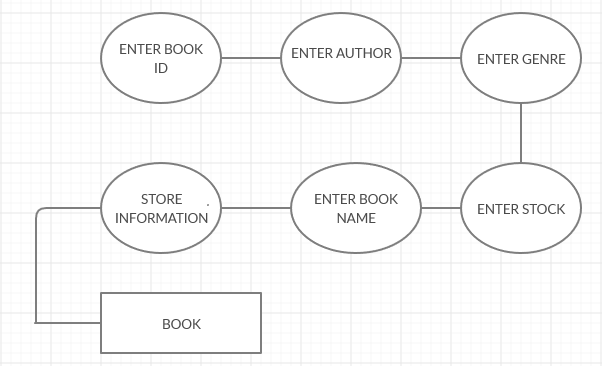 ENTER BOOK
ID
ENTER AUTHOR
ENTER GENRE
STORE
INFORMATION
ENTER BOOK
NAME
ENTER STOCK
BOOK